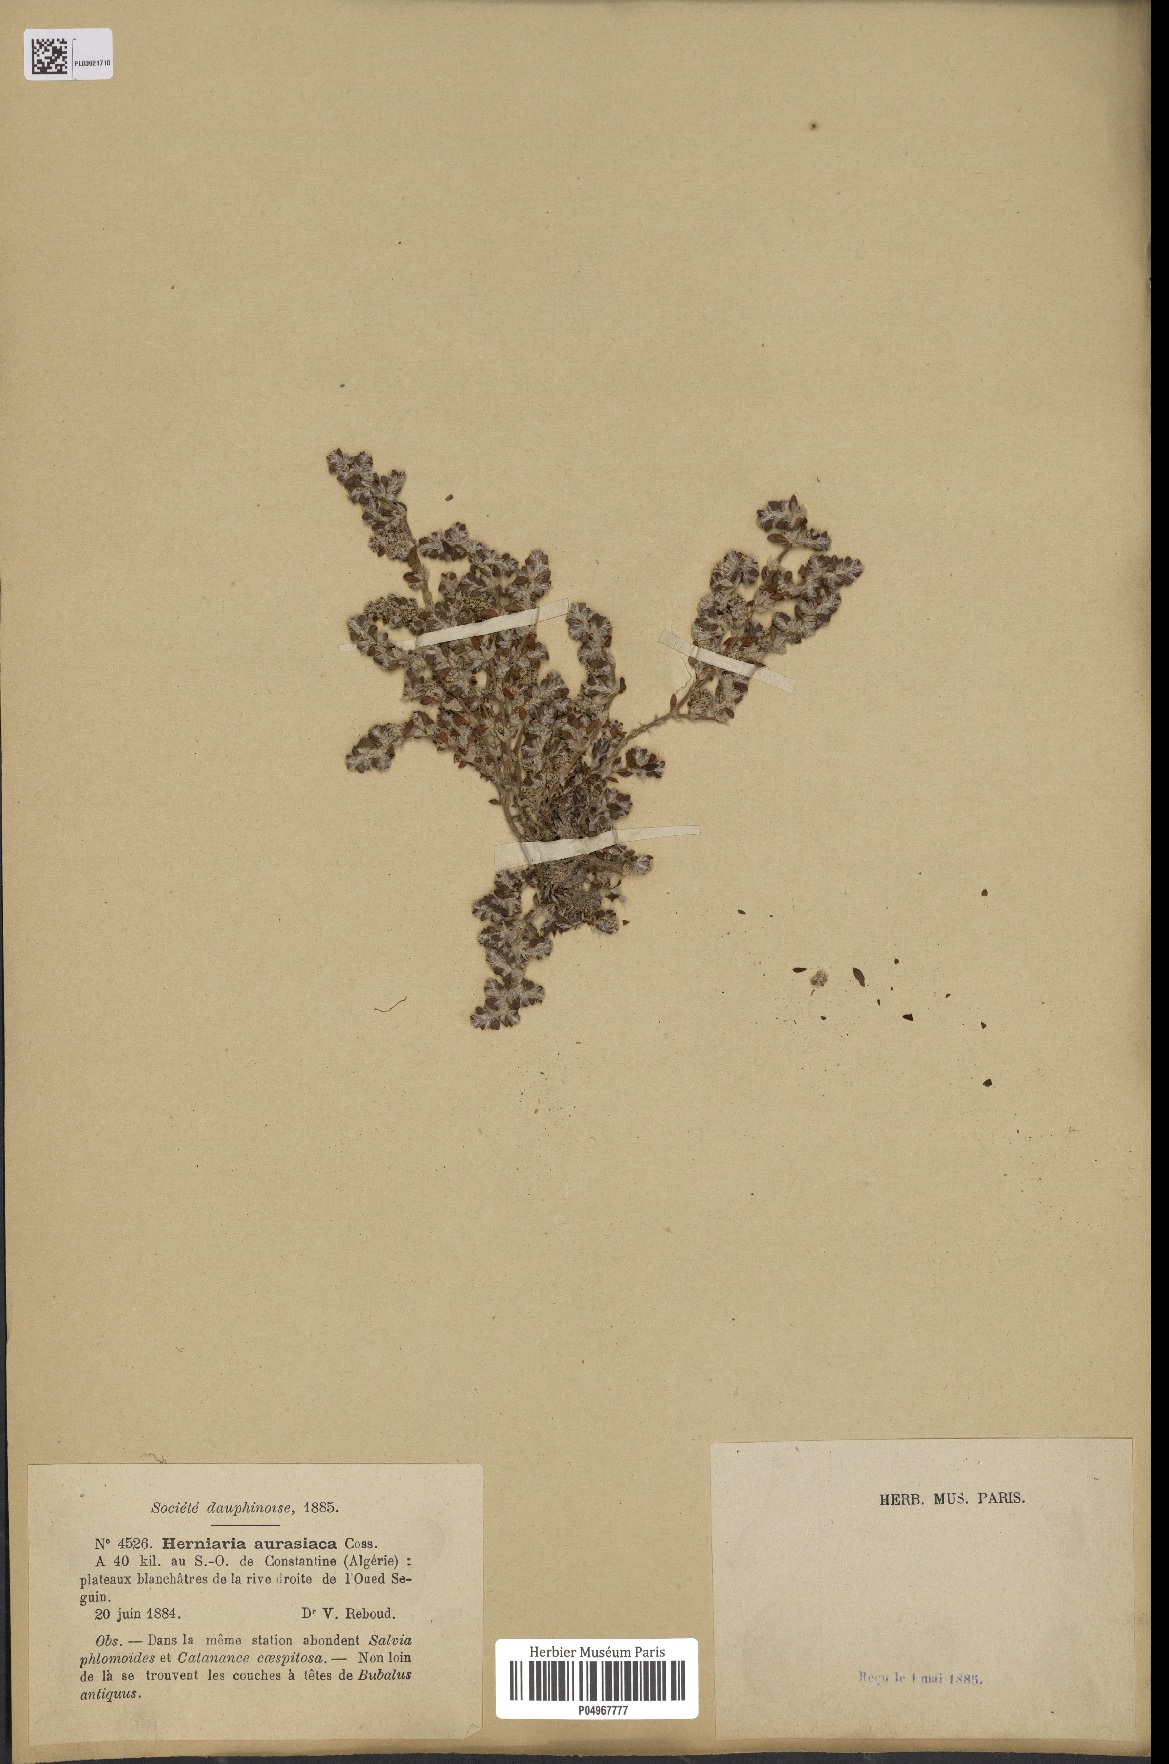 PL03921710
Société dauphinoise, 1885.
N° 4526. Herniaria aurasiaca Coss.
A 40 kil. au S.-O. de Constantine (Algérie) :
plateaux blanchâtres de la rive droite de l'Oued Se-
guin.
20 juin 1884. Dr V. Reboud.
Obs. — Dans la même station abondent Salvia
phlomoides et Catanance cæspitosa. — Non loin
de là se trouvent les couches à têtes de Bubalus
antiquus.
Herbier Muséum Paris
P04967777
HERB. MUS. PARIS.
Reçu le 1 mai 1885.